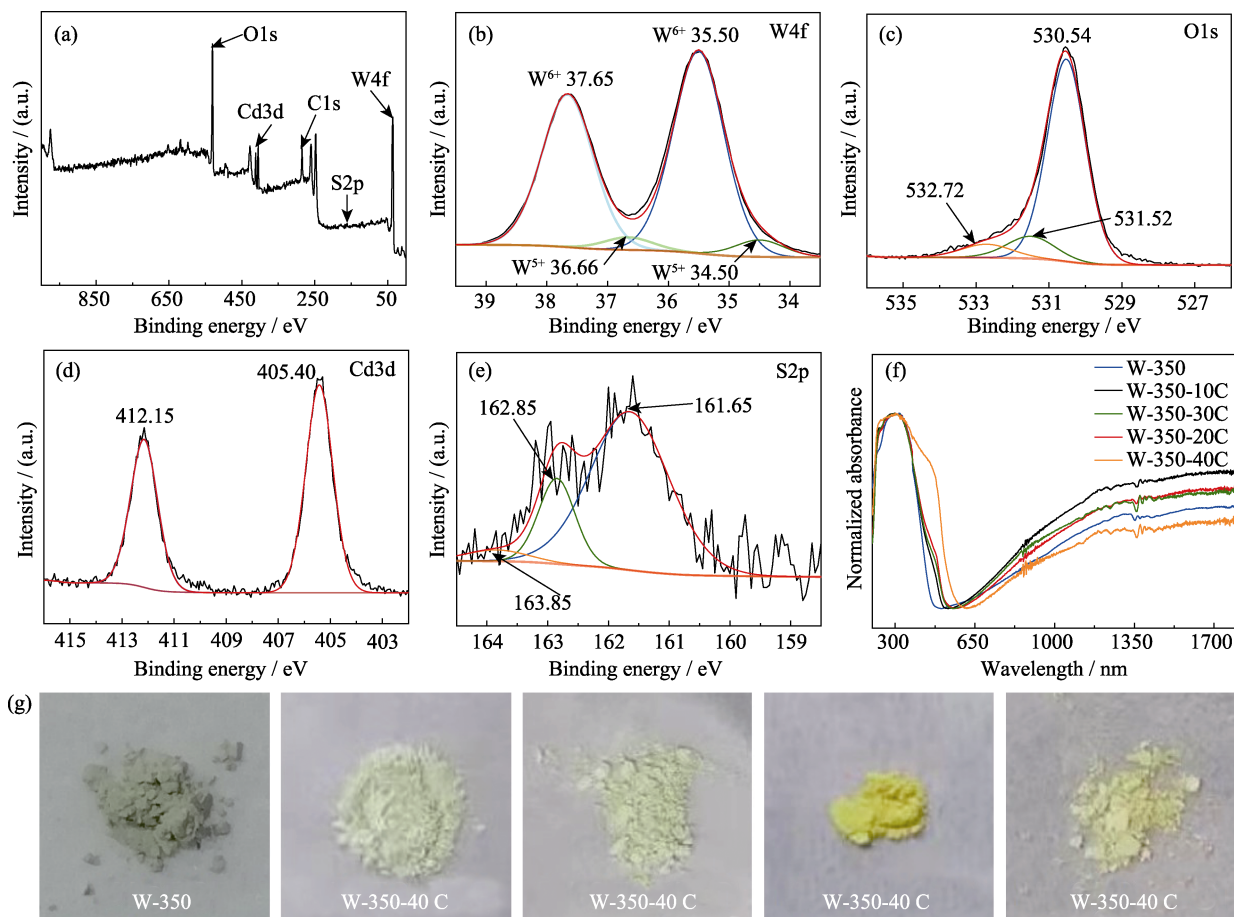 (a)
O1s
W4f
Cd3d
C1s
S2p
Intensity / (a.u.)
850 650 450 250 50
Binding energy / eV
(b)
W4f
W⁶⁺ 35.50
W⁶⁺ 37.65
W⁵⁺ 36.66
W⁵⁺ 34.50
Intensity / (a.u.)
39 38 37 36 35 34
Binding energy / eV
(c)
O1s
530.54
532.72
531.52
Intensity / (a.u.)
535 533 531 529 527
Binding energy / eV
(d)
Cd3d
405.40
412.15
Intensity / (a.u.)
415 413 411 409 407 405 403
Binding energy / eV
(e)
S2p
162.85
161.65
163.85
Intensity / (a.u.)
164 163 162 161 160 159
Binding energy / eV
(f)
W-350
W-350-10C
W-350-30C
W-350-20C
W-350-40C
Normalized absorbance
300 650 1000 1350 1700
Wavelength / nm
(g)
W-350
W-350-40 C
W-350-40 C
W-350-40 C
W-350-40 C